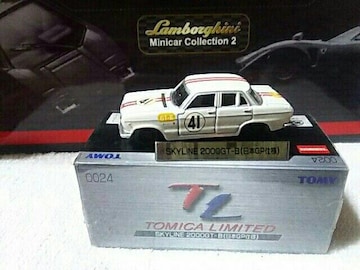 Lamborghini
Minicar Collection 2
41
SKYLINE 2000GT-B(日本GP仕様)
TOMY
0024
0024
TL
TOMY
TOMICA LIMITED
SKYLINE 2000GT-B(日本GP仕様)